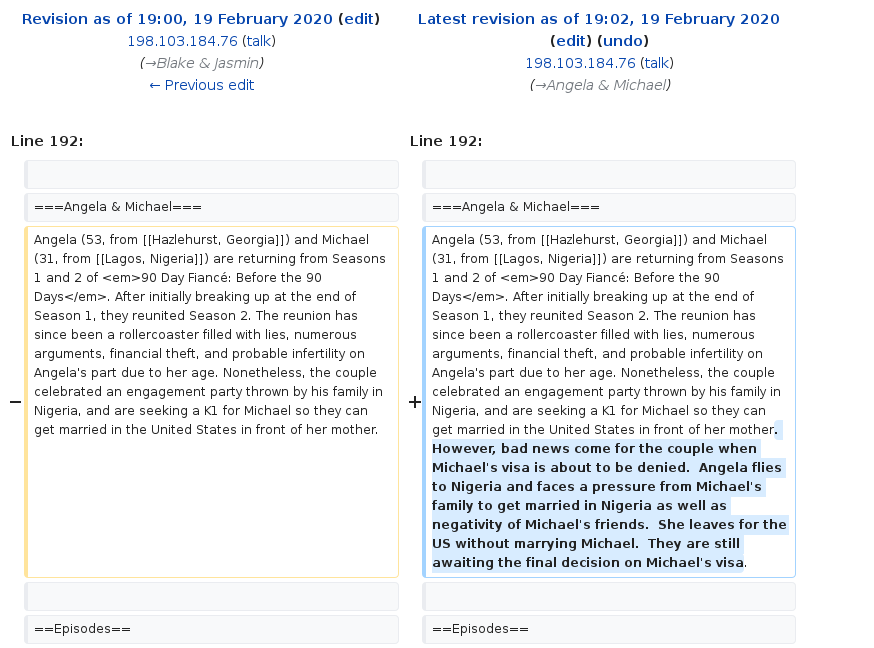 Revision as of 19:00, 19 February 2020 (edit)
198.103.184.76 (talk)
(→Blake & Jasmin)
← Previous edit
Latest revision as of 19:02, 19 February 2020
(edit) (undo)
198.103.184.76 (talk)
(→Angela & Michael)
Line 192:
===Angela & Michael===
− Angela (53, from [[Hazlehurst, Georgia]]) and Michael
(31, from [[Lagos, Nigeria]]) are returning from Seasons
1 and 2 of <em>90 Day Fiancé: Before the 90
Days</em>. After initially breaking up at the end of
Season 1, they reunited Season 2. The reunion has
since been a rollercoaster filled with lies, numerous
arguments, financial theft, and probable infertility on
Angela's part due to her age. Nonetheless, the couple
celebrated an engagement party thrown by his family in
Nigeria, and are seeking a K1 for Michael so they can
get married in the United States in front of her mother.
==Episodes==
Line 192:
===Angela & Michael===
+ Angela (53, from [[Hazlehurst, Georgia]]) and Michael
(31, from [[Lagos, Nigeria]]) are returning from Seasons
1 and 2 of <em>90 Day Fiancé: Before the 90
Days</em>. After initially breaking up at the end of
Season 1, they reunited Season 2. The reunion has
since been a rollercoaster filled with lies, numerous
arguments, financial theft, and probable infertility on
Angela's part due to her age. Nonetheless, the couple
celebrated an engagement party thrown by his family in
Nigeria, and are seeking a K1 for Michael so they can
get married in the United States in front of her mother.
However, bad news come for the couple when
Michael's visa is about to be denied.  Angela flies
to Nigeria and faces a pressure from Michael's
family to get married in Nigeria as well as
negativity of Michael's friends.  She leaves for the
US without marrying Michael.  They are still
awaiting the final decision on Michael's visa.
==Episodes==